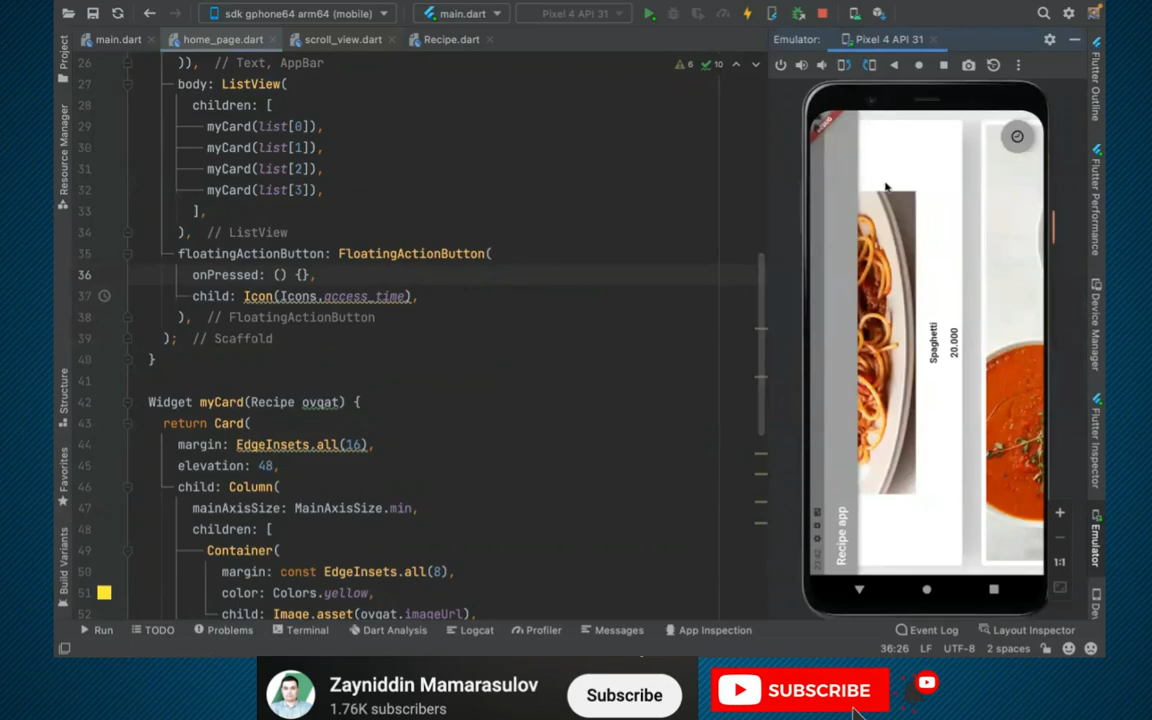 sdk gphone64 arm64 (mobile)
main.dart
Pixel 4 API 31
main.dart
home_page.dart
scroll_view.dart
Recipe.dart
Emulator:
Pixel 4 API 31
6
10
26
)), // Text, AppBar
27
body: ListView(
28
children: [
29
myCard(list[0]),
30
myCard(list[1]),
31
myCard(list[2]),
32
myCard(list[3]),
33
],
34
), // ListView
35
floatingActionButton: FloatingActionButton(
36
onPressed: () {},
37
child: Icon(Icons.access_time),
38
), // FloatingActionButton
39
); // Scaffold
40
}
41
42
Widget myCard(Recipe ovqat) {
43
return Card(
44
margin: EdgeInsets.all(16),
45
elevation: 48,
46
child: Column(
47
mainAxisSize: MainAxisSize.min,
48
children: [
49
Container(
50
margin: const EdgeInsets.all(8),
51
color: Colors.yellow,
52
child: Image.asset(ovqat.imageUrl),
Project
Resource Manager
Structure
Favorites
Build Variants
Recipe app
Spaghetti
20.000
1:1
Flutter Outline
Flutter Performance
Device Manager
Flutter Inspector
Emulator
Run
TODO
Problems
Terminal
Dart Analysis
Logcat
Profiler
Messages
App Inspection
Event Log
Layout Inspector
36:26
LF
UTF-8
2 spaces
Zayniddin Mamarasulov
1.76K subscribers
Subscribe
SUBSCRIBE